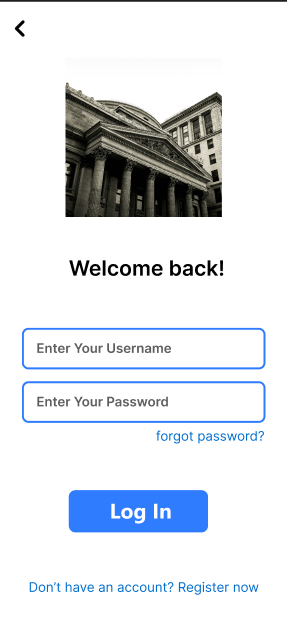 Welcome back!
Enter Your Username
Enter Your Password
forgot password?
Log In
Don’t have an account? Register now